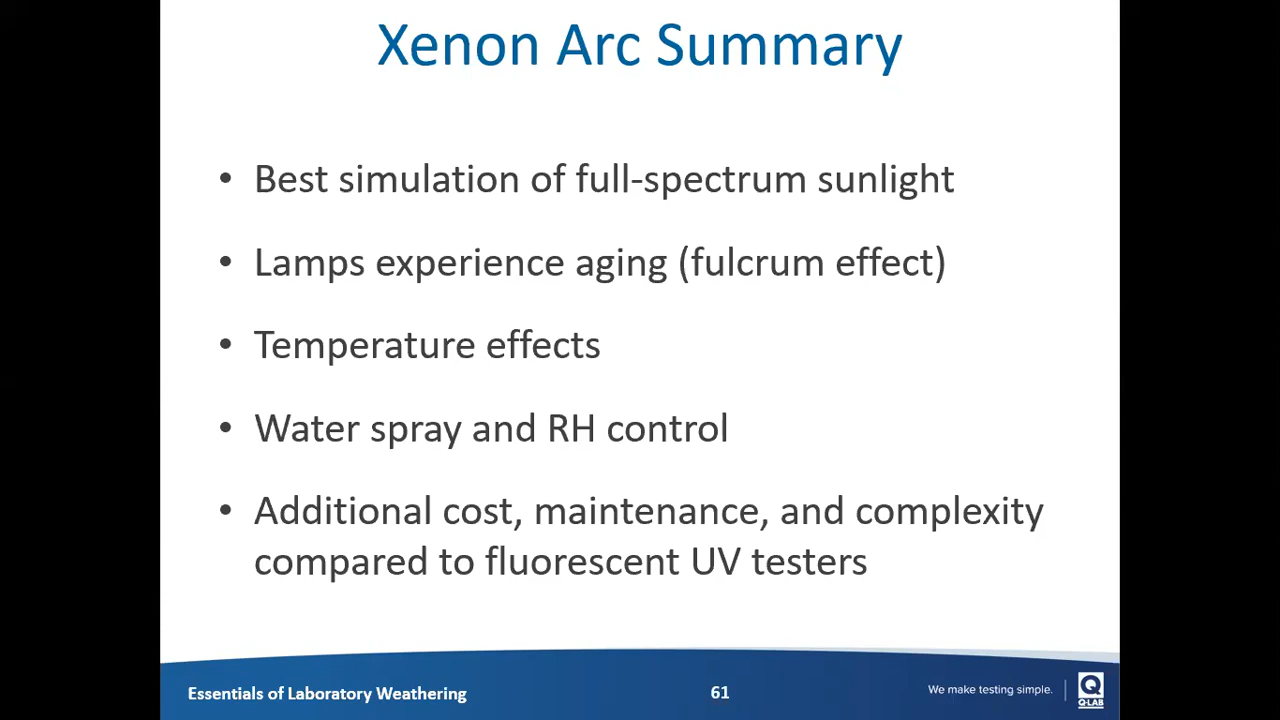 Xenon Arc Summary
• Best simulation of full-spectrum sunlight
• Lamps experience aging (fulcrum effect)
• Temperature effects
• Water spray and RH control
• Additional cost, maintenance, and complexity
compared to fluorescent UV testers
Essentials of Laboratory Weathering
61
We make testing simple.
Q-LAB